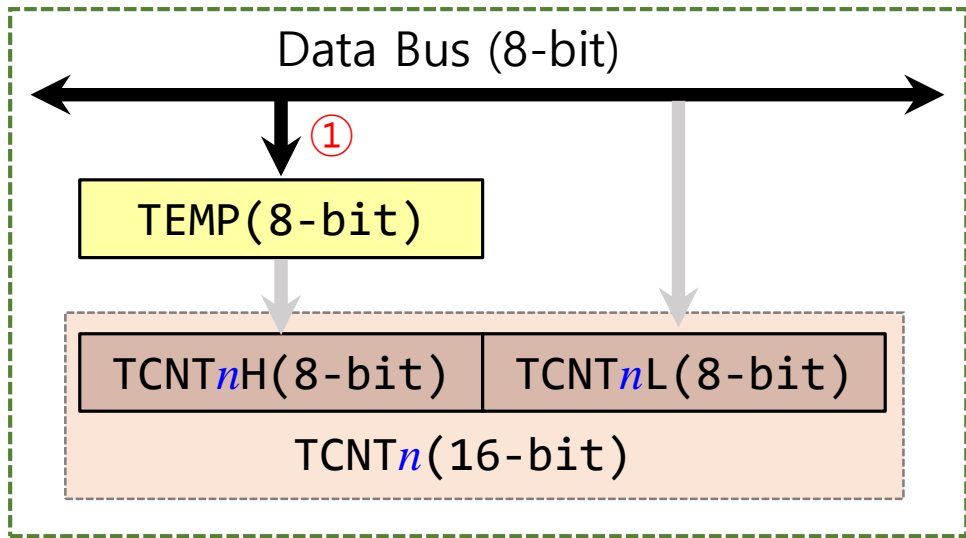 Data Bus (8-bit)
①
TEMP(8-bit)
TCNTnH(8-bit) TCNTnL(8-bit)
TCNTn(16-bit)